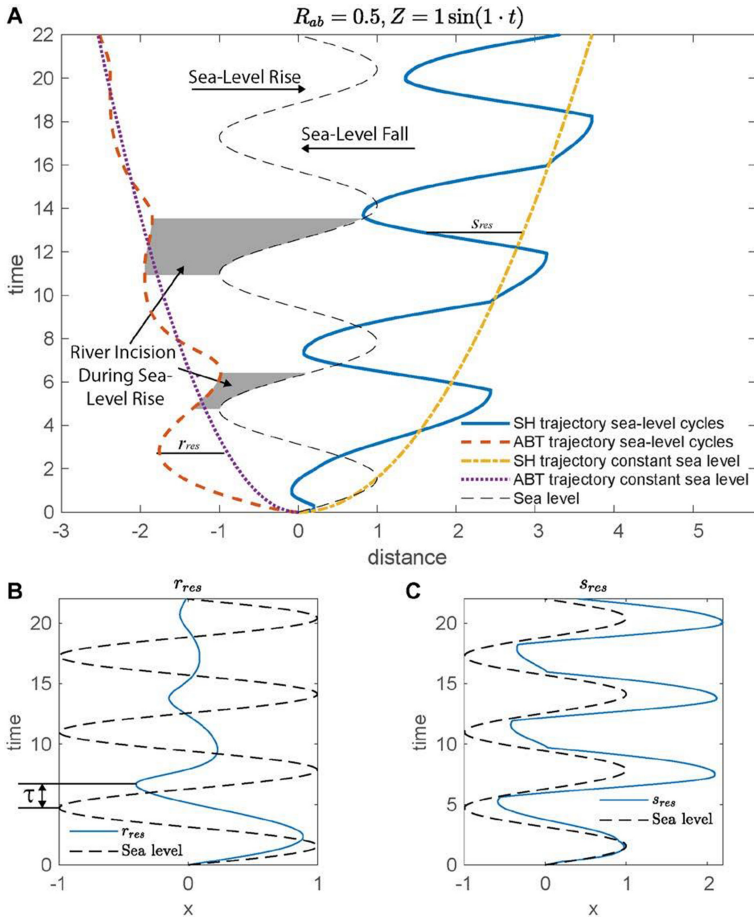 A
R_ab = 0.5, Z = 1 sin(1 · t)
22
20
18
16
14
12
10
8
6
4
2
0
time
-3
-2
-1
0
1
2
3
4
5
distance
Sea-Level Rise
Sea-Level Fall
s_res
River Incision
During Sea-
Level Rise
r_res
SH trajectory sea-level cycles
ABT trajectory sea-level cycles
SH trajectory constant sea level
ABT trajectory constant sea level
Sea level
B
r_res
20
15
10
5
0
time
τ
r_res
Sea level
-1
0
1
x
C
s_res
20
15
10
5
0
time
s_res
Sea level
-1
0
1
2
x